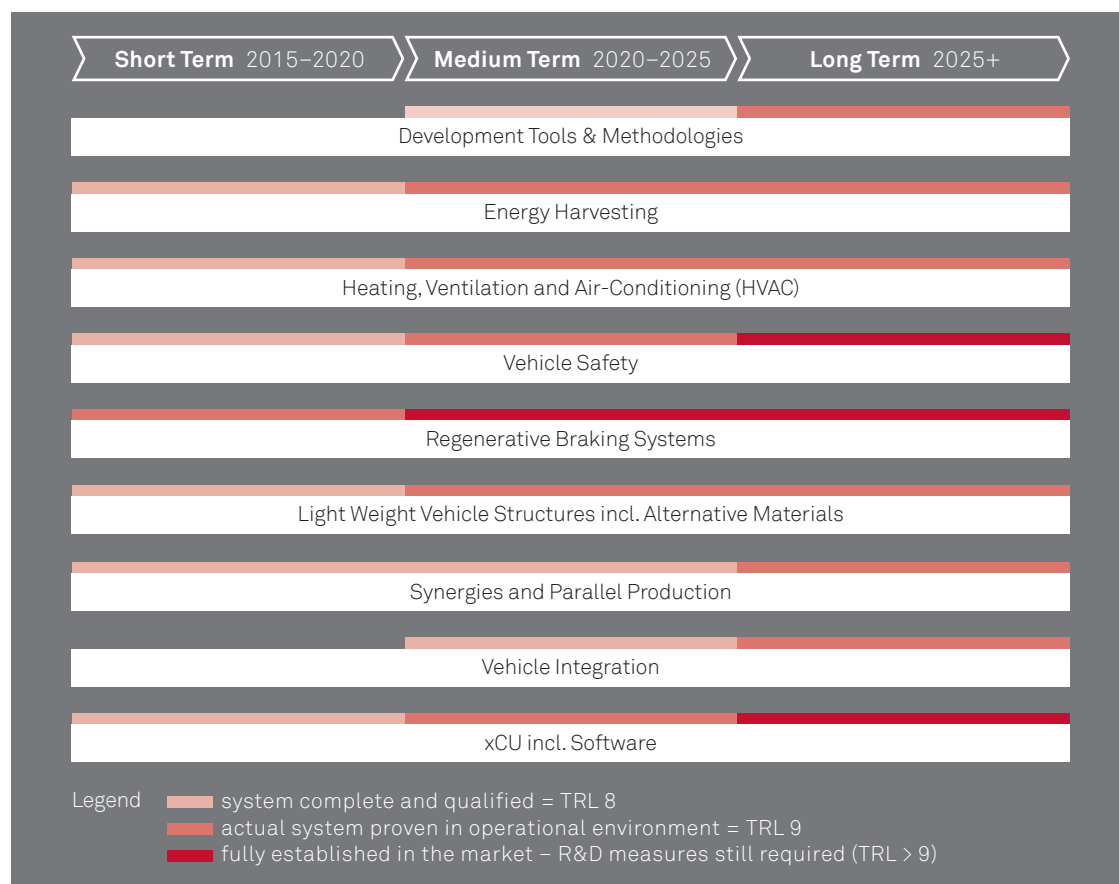 Short Term 2015–2020 Medium Term 2020–2025 Long Term 2025+
Development Tools & Methodologies
Energy Harvesting
Heating, Ventilation and Air-Conditioning (HVAC)
Vehicle Safety
Regenerative Braking Systems
Light Weight Vehicle Structures incl. Alternative Materials
Synergies and Parallel Production
Vehicle Integration
xCU incl. Software
Legend system complete and qualified = TRL 8
actual system proven in operational environment = TRL 9
fully established in the market – R&D measures still required (TRL > 9)